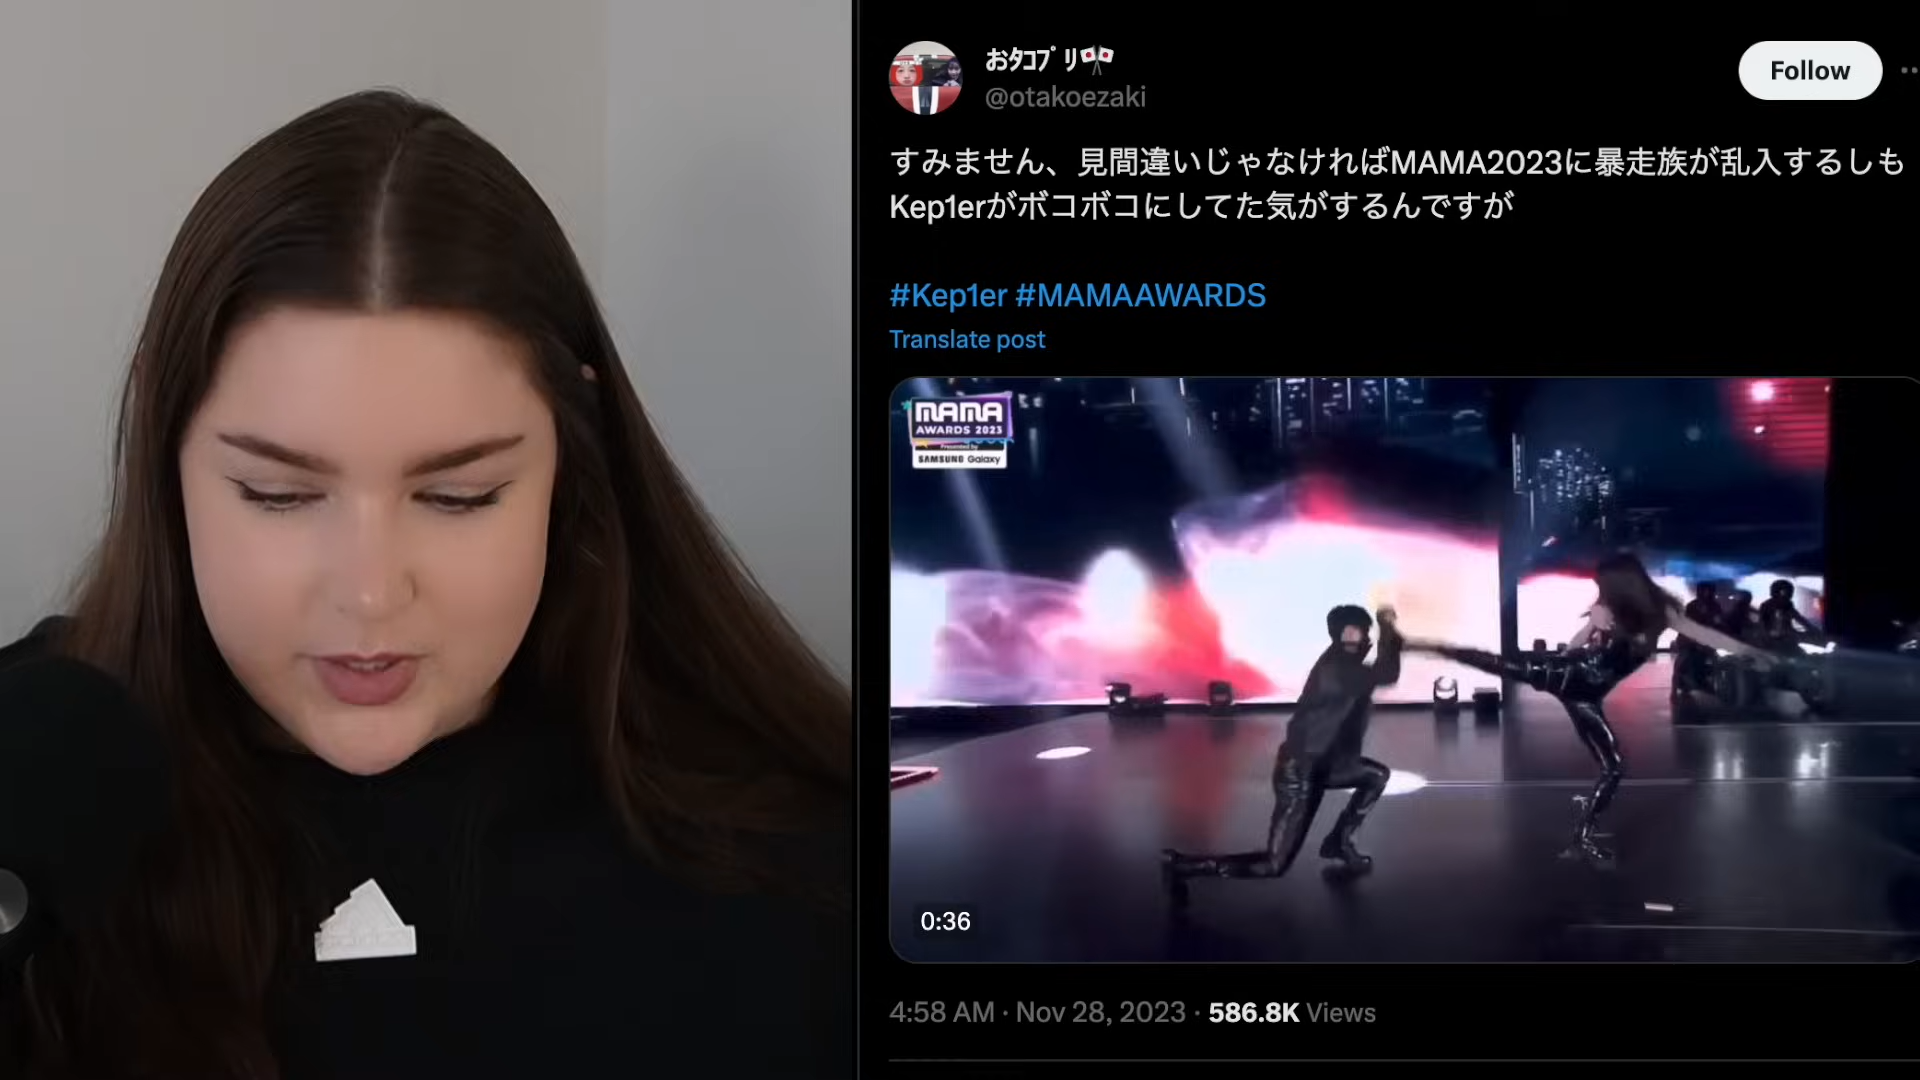 おタコプリ🎌
@otakoezaki
Follow
すみません、見間違いじゃなければMAMA2023に暴走族が乱入するしも
Kep1erがボコボコにしてた気がするんですが
#Kep1er #MAMAAWARDS
Translate post
MAMA
AWARDS 2023
Presented by
SAMSUNG Galaxy
0:36
4:58 AM · Nov 28, 2023 · 586.8K Views